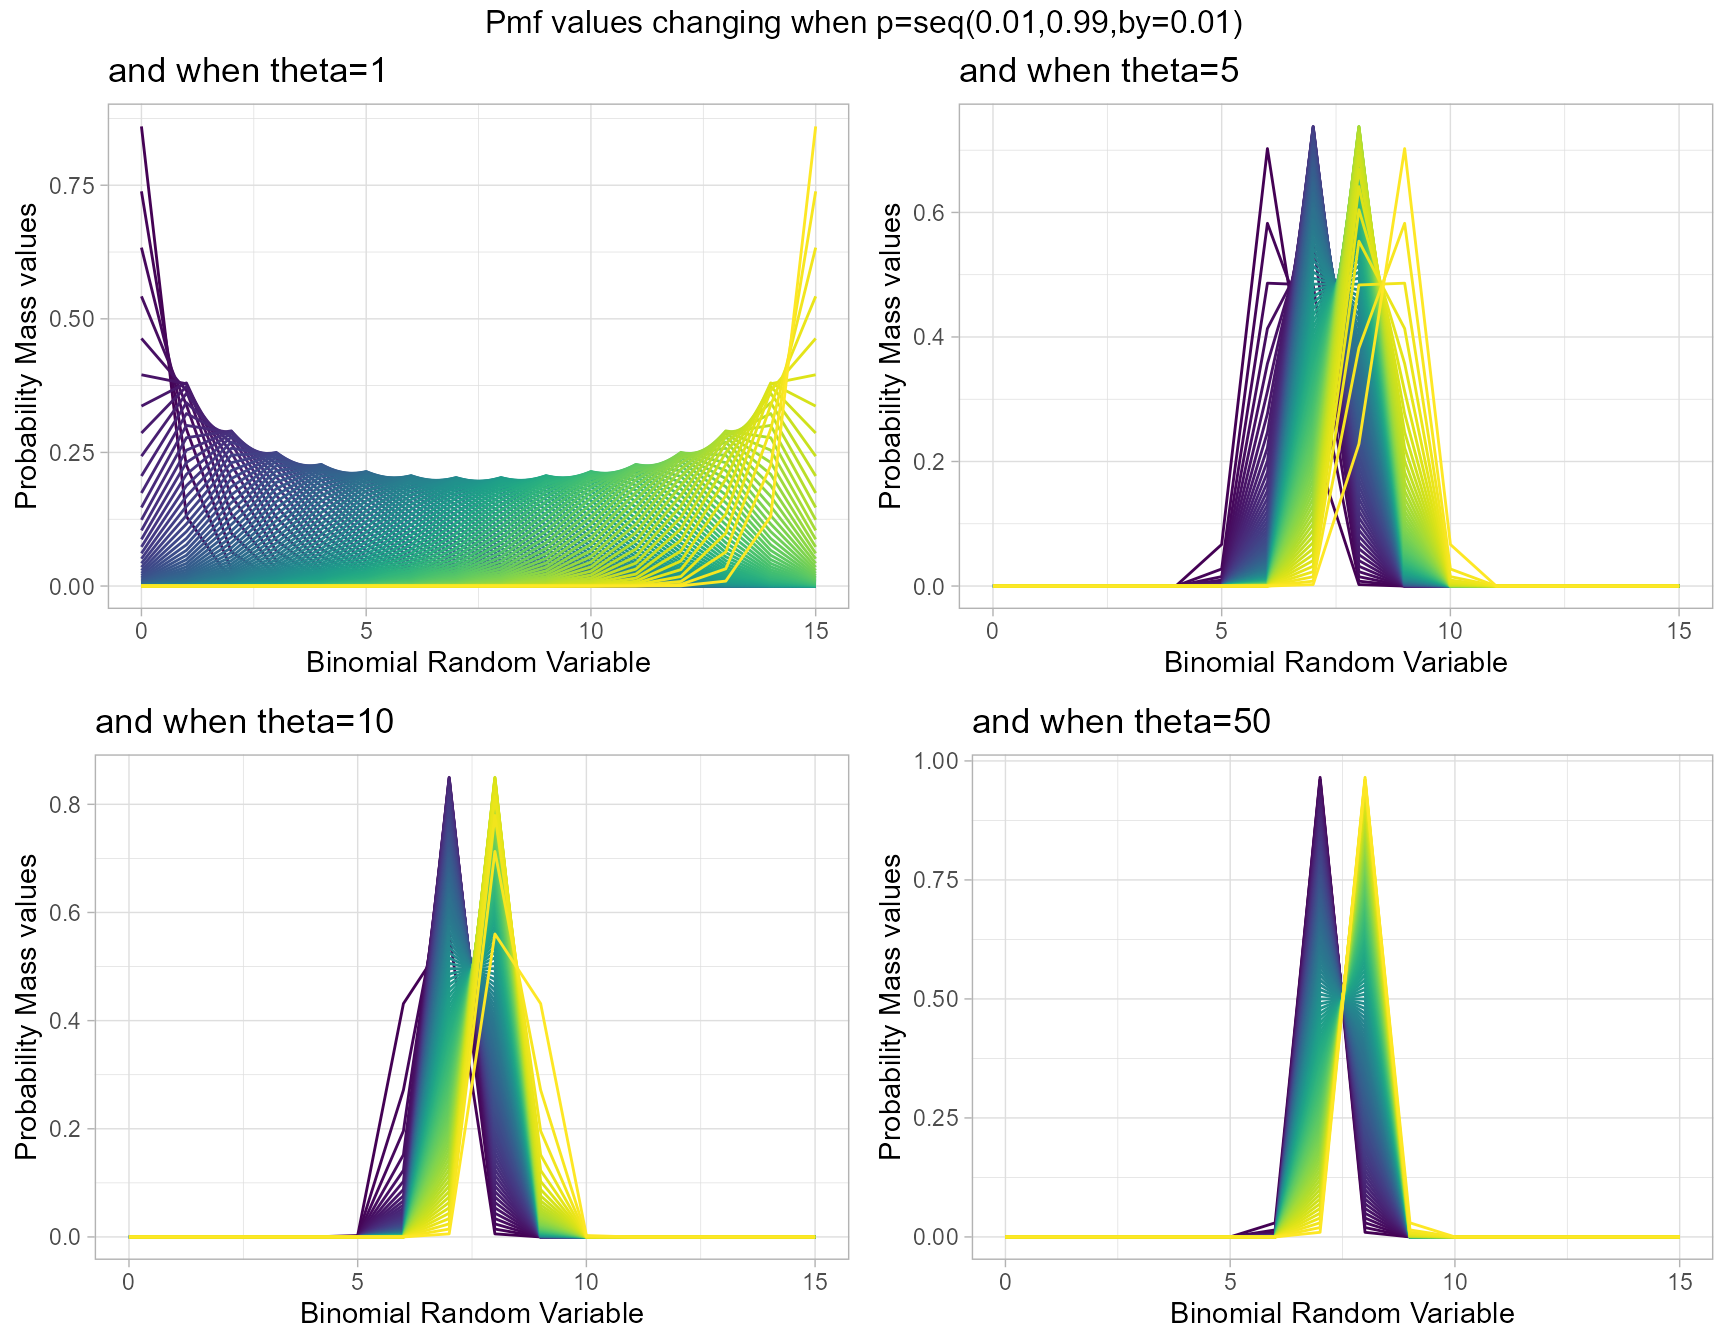 Pmf values changing when p=seq(0.01,0.99,by=0.01)
and when theta=1
Probability Mass values
0.75
0.50
0.25
0.00
0 5 10 15
Binomial Random Variable
and when theta=5
Probability Mass values
0.6
0.4
0.2
0.0
0 5 10 15
Binomial Random Variable
and when theta=10
Probability Mass values
0.8
0.6
0.4
0.2
0.0
0 5 10 15
Binomial Random Variable
and when theta=50
Probability Mass values
1.00
0.75
0.50
0.25
0.00
0 5 10 15
Binomial Random Variable